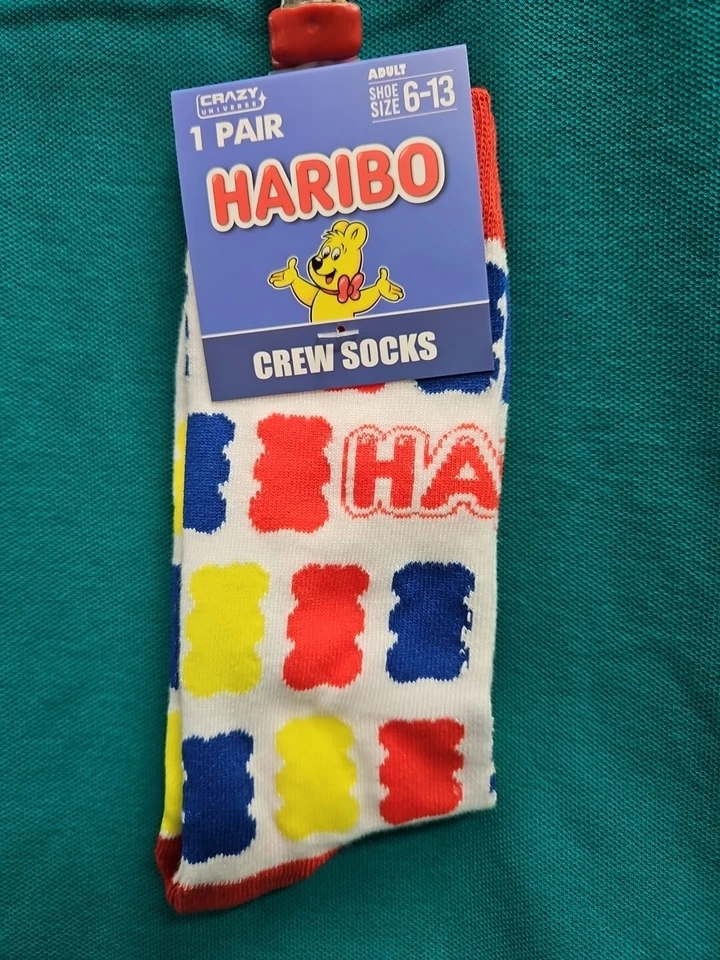 CRAZY
UNIVERSE
1 PAIR
ADULT
SHOE
SIZE 6-13
HARIBO
CREW SOCKS
HA